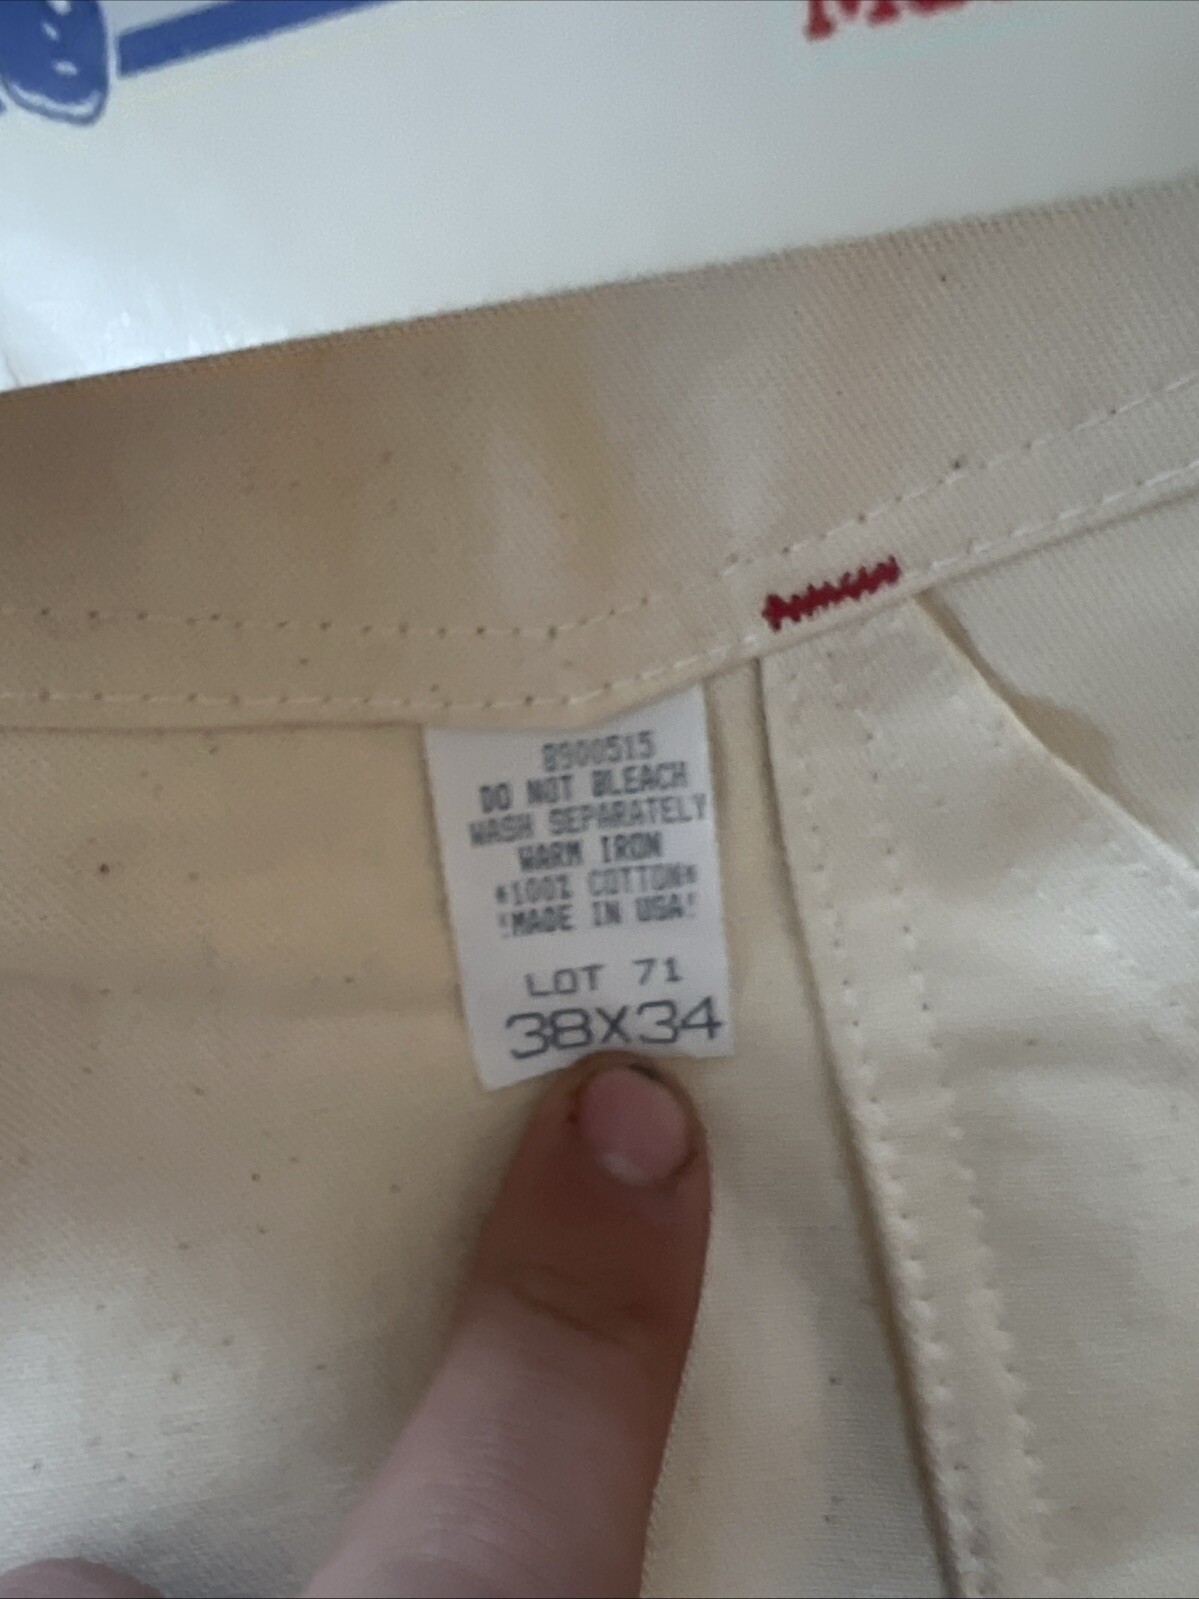 8900515
DO NOT BLEACH
WASH SEPARATELY
WARM IRON
*100% COTTON*
!MADE IN USA!
LOT 71
38X34